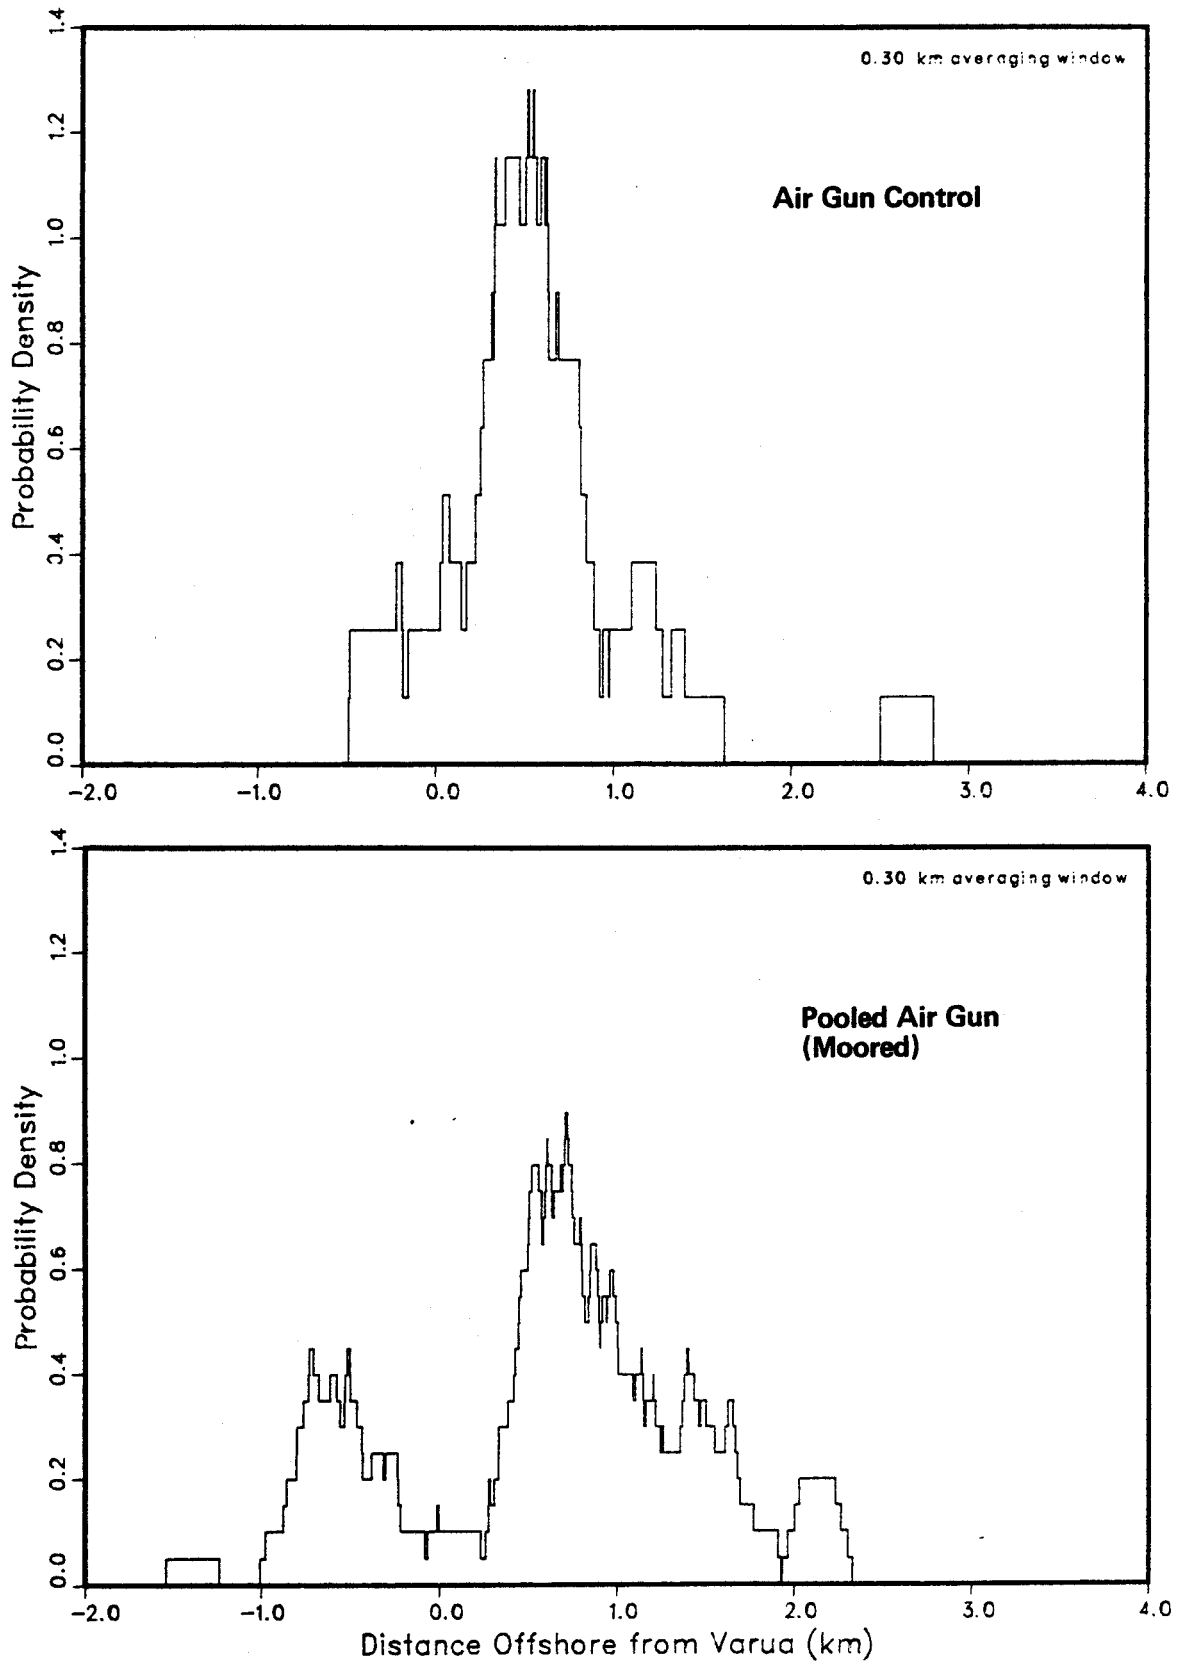 1.4
0.30 km averaging window
1.2
Air Gun Control
1.0
0.8
Probability Density
0.6
0.4
0.2
0.0
-2.0 -1.0 0.0 1.0 2.0 3.0 4.0
1.4
0.30 km averaging window
1.2
Pooled Air Gun
(Moored)
1.0
0.8
Probability Density
0.6
0.4
0.2
0.0
-2.0 -1.0 0.0 1.0 2.0 3.0 4.0
Distance Offshore from Varua (km)